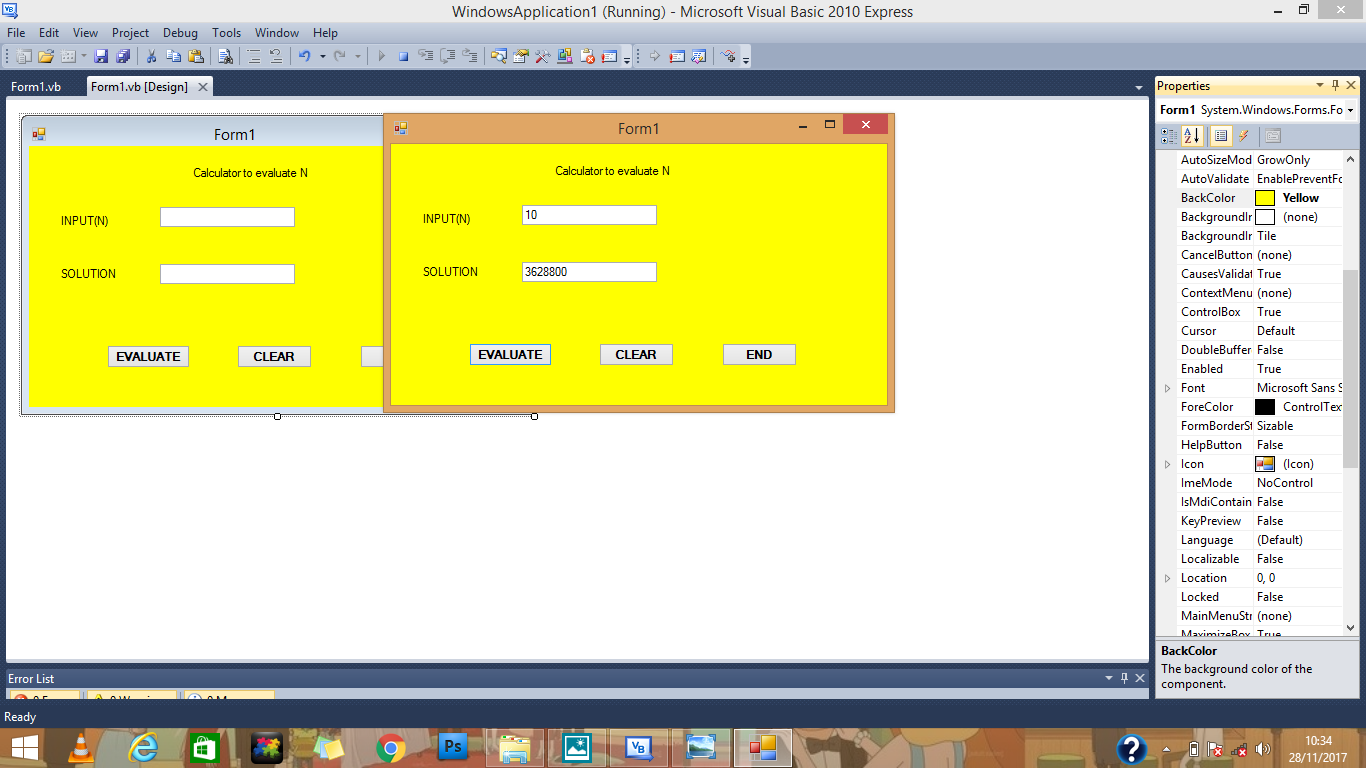 WindowsApplication1 (Running) - Microsoft Visual Basic 2010 Express
File Edit View Project Debug Tools Window Help
Form1.vb Form1.vb [Design]
Form1
Calculator to evaluate N
INPUT(N)
SOLUTION
EVALUATE CLEAR
Form1
Calculator to evaluate N
INPUT(N) 10
SOLUTION 3628800
EVALUATE CLEAR END
Properties
Form1 System.Windows.Forms.Fo
AutoSizeMod GrowOnly
AutoValidate EnablePreventFo
BackColor Yellow
BackgroundIr (none)
BackgroundIr Tile
CancelButton (none)
CausesValidat True
ContextMenu (none)
ControlBox True
Cursor Default
DoubleBuffer False
Enabled True
Font Microsoft Sans S
ForeColor ControlTex
FormBorderSt Sizable
HelpButton False
Icon (Icon)
ImeMode NoControl
IsMdiContain False
KeyPreview False
Language (Default)
Localizable False
Location 0, 0
Locked False
MainMenuStr (none)
MaximizeBox True
BackColor
The background color of the
component.
Error List
Ready
Ps
VB
10:34
28/11/2017